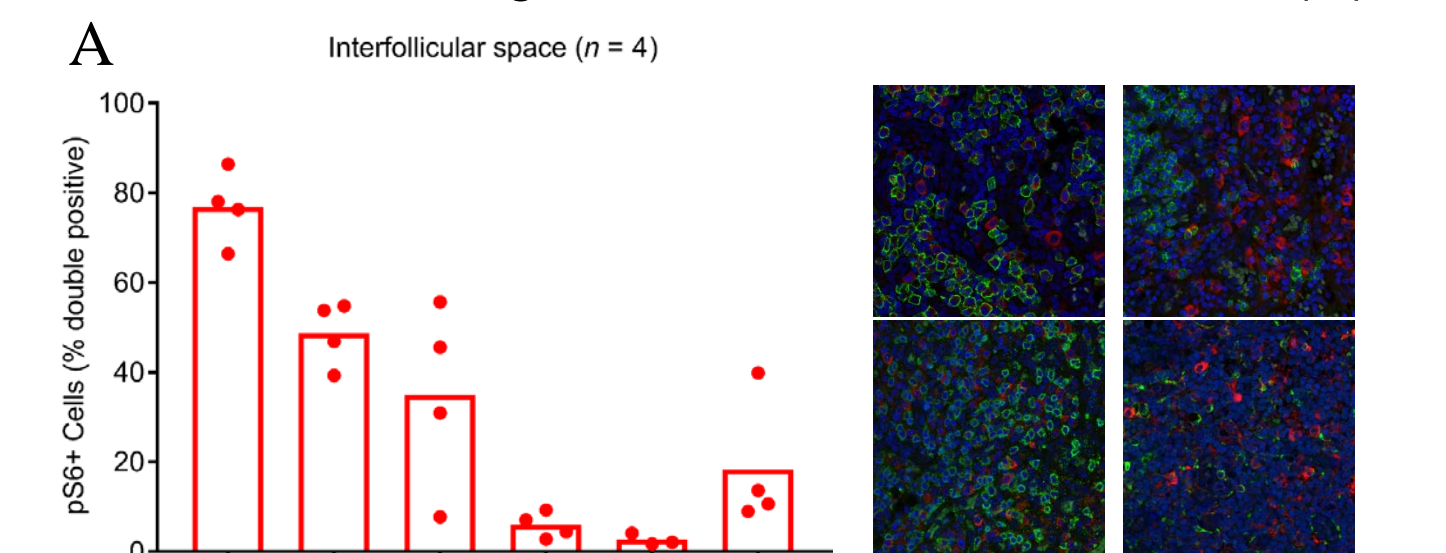 A
Interfollicular space (n = 4)
pS6+ Cells (% double positive)
100
80
60
40
20
0